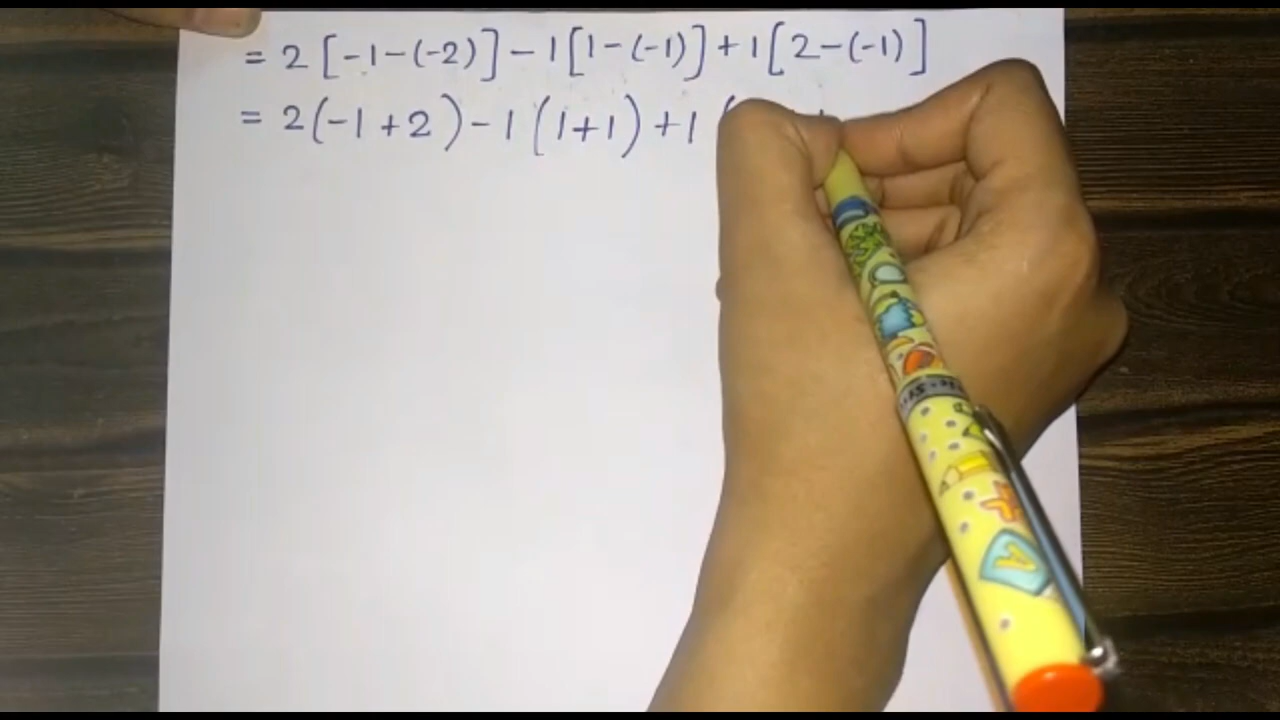 = 2 [-1-(-2)] - 1 [1-(-1)] + 1 [2-(-1)]
= 2(-1+2) - 1 (1+1) + 1 (